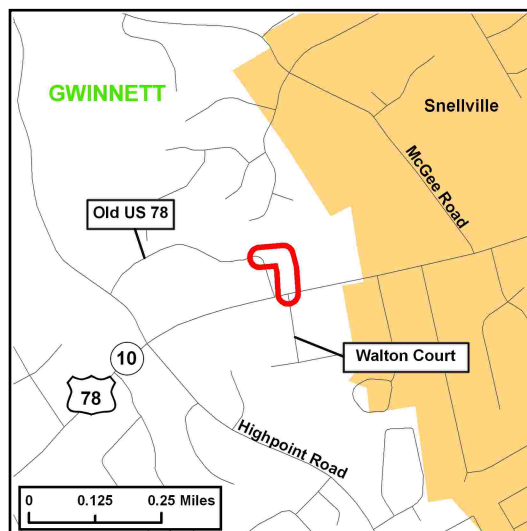 GWINNETT
Snellville
McGee Road
Old US 78
Walton Court
10
78
Highpoint Road
0 0.125 0.25 Miles